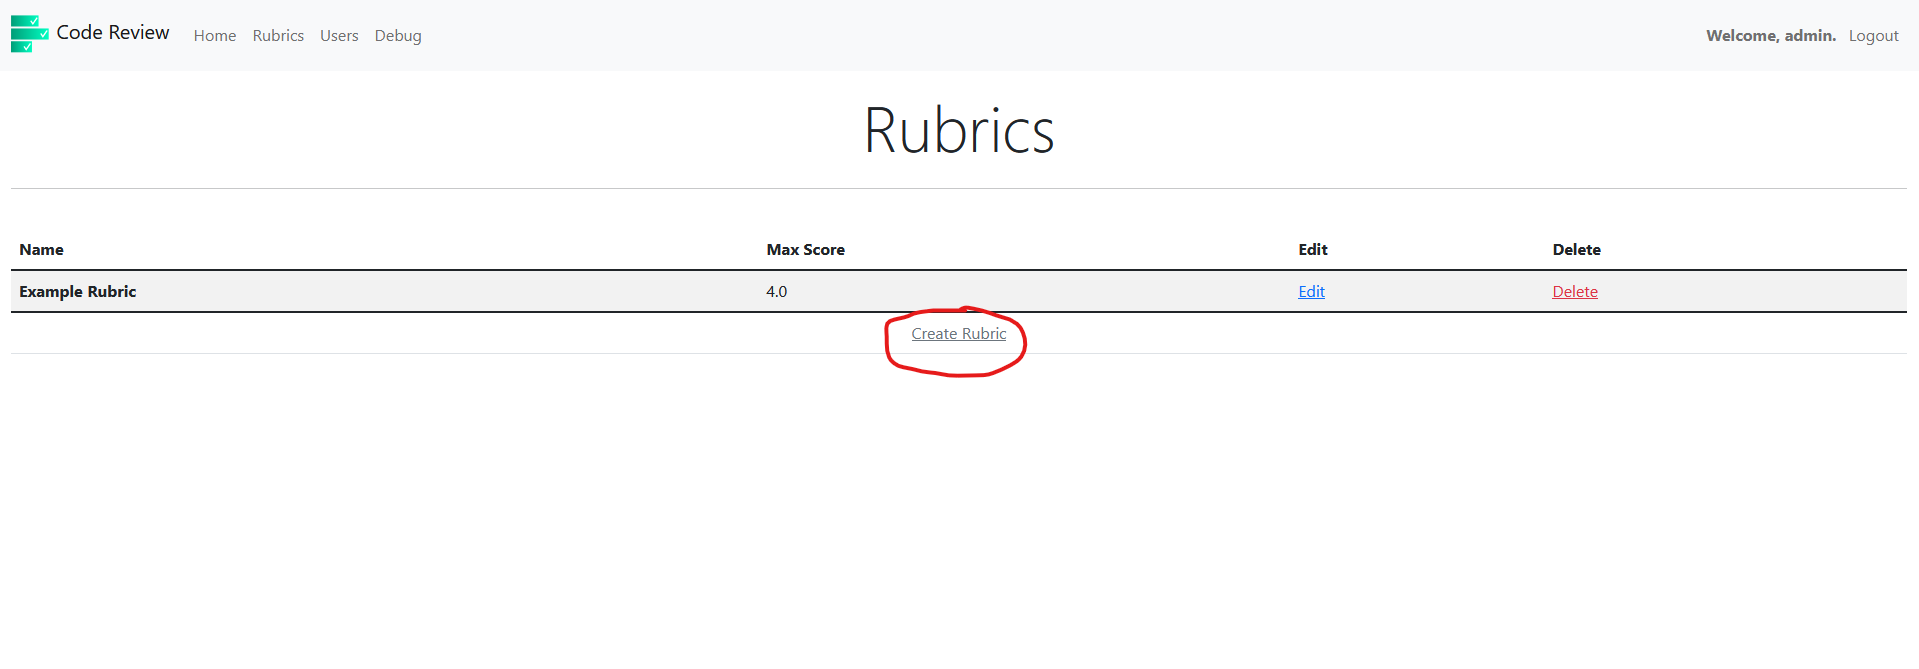 Code Review Home Rubrics Users Debug Welcome, admin. Logout
Rubrics
Name Max Score Edit Delete
Example Rubric 4.0 Edit Delete
Create Rubric